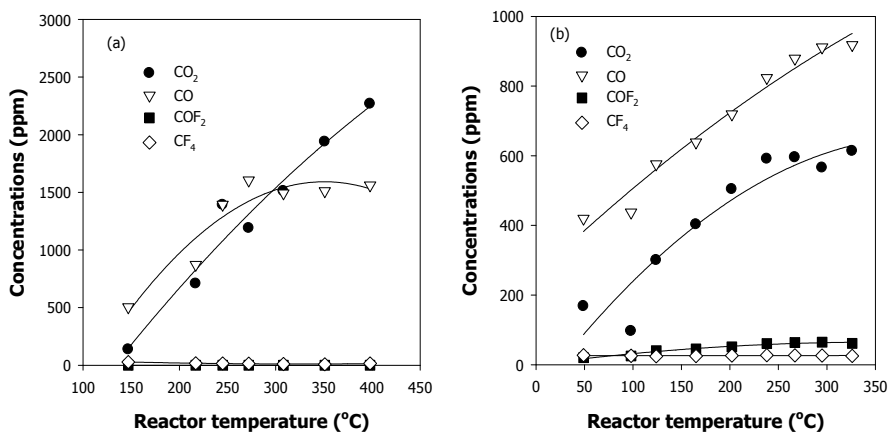 (a)
CO2
CO
COF2
CF4
3000
2500
2000
1500
1000
500
0
100 150 200 250 300 350 400 450
Concentrations (ppm)
Reactor temperature (oC)
(b)
CO2
CO
COF2
CF4
1000
800
600
400
200
0
0 50 100 150 200 250 300 350
Concentrations (ppm)
Reactor temperature (oC)